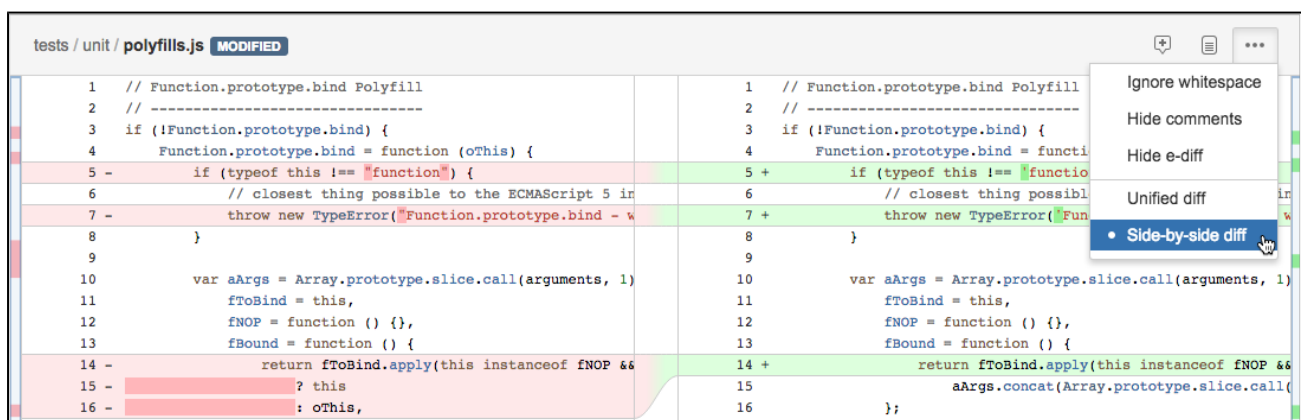 tests / unit / polyfills.js MODIFIED
Ignore whitespace
Hide comments
Hide e-diff
Unified diff
• Side-by-side diff
1 // Function.prototype.bind Polyfill
2 // --------------------------------
3 if (!Function.prototype.bind) {
4 Function.prototype.bind = function (oThis) {
5 - if (typeof this !== "function") {
6 // closest thing possible to the ECMAScript 5 in
7 - throw new TypeError("Function.prototype.bind - w
8 }
9
10 var aArgs = Array.prototype.slice.call(arguments, 1)
11 fToBind = this,
12 fNOP = function () {},
13 fBound = function () {
14 - return fToBind.apply(this instanceof fNOP &&
15 - ? this
16 - : oThis,
1 // Function.prototype.bind Polyfill
2 // --------------------------------
3 if (!Function.prototype.bind) {
4 Function.prototype.bind = functi
5 + if (typeof this !== 'functio
6 // closest thing possibl in
7 + throw new TypeError('Fun w
8 }
9
10 var aArgs = Array.prototype.slice.call(arguments, 1)
11 fToBind = this,
12 fNOP = function () {},
13 fBound = function () {
14 + return fToBind.apply(this instanceof fNOP &&
15 aArgs.concat(Array.prototype.slice.call(
16 };